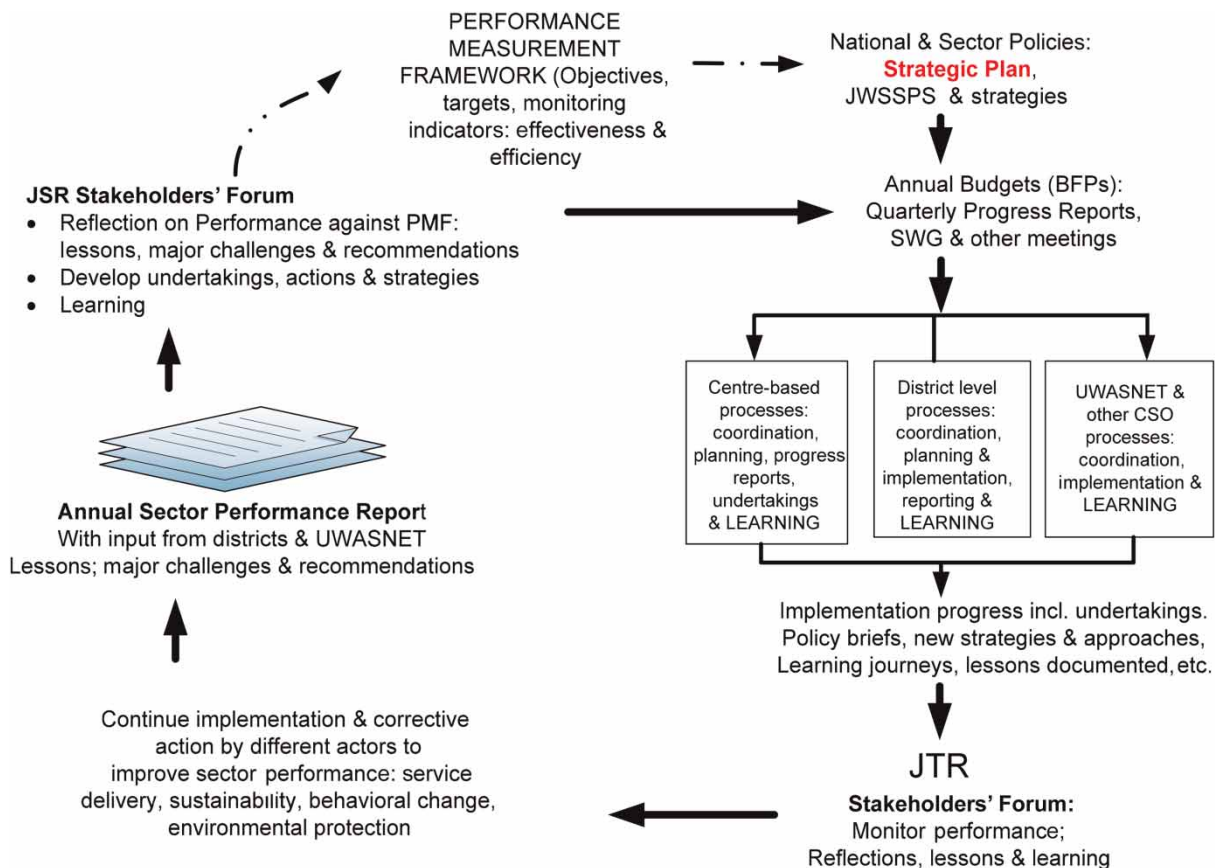 PERFORMANCE
MEASUREMENT
FRAMEWORK (Objectives,
targets, monitoring
indicators: effectiveness &
efficiency
National & Sector Policies:
Strategic Plan,
JWSSPS & strategies
JSR Stakeholders' Forum
• Reflection on Performance against PMF:
lessons, major challenges & recommendations
• Develop undertakings, actions & strategies
• Learning
Annual Budgets (BFPs):
Quarterly Progress Reports,
SWG & other meetings
Centre-based
processes:
coordination,
planning, progress
reports,
undertakings
& LEARNING
District level
processes:
coordination,
planning &
implementation,
reporting &
LEARNING
UWASNET &
other CSO
processes:
coordination,
implementation &
LEARNING
Annual Sector Performance Report
With input from districts & UWASNET
Lessons; major challenges & recommendations
Implementation progress incl. undertakings.
Policy briefs, new strategies & approaches,
Learning journeys, lessons documented, etc.
Continue implementation & corrective
action by different actors to
improve sector performance: service
delivery, sustainability, behavioral change,
environmental protection
JTR
Stakeholders' Forum:
Monitor performance;
Reflections, lessons & learning